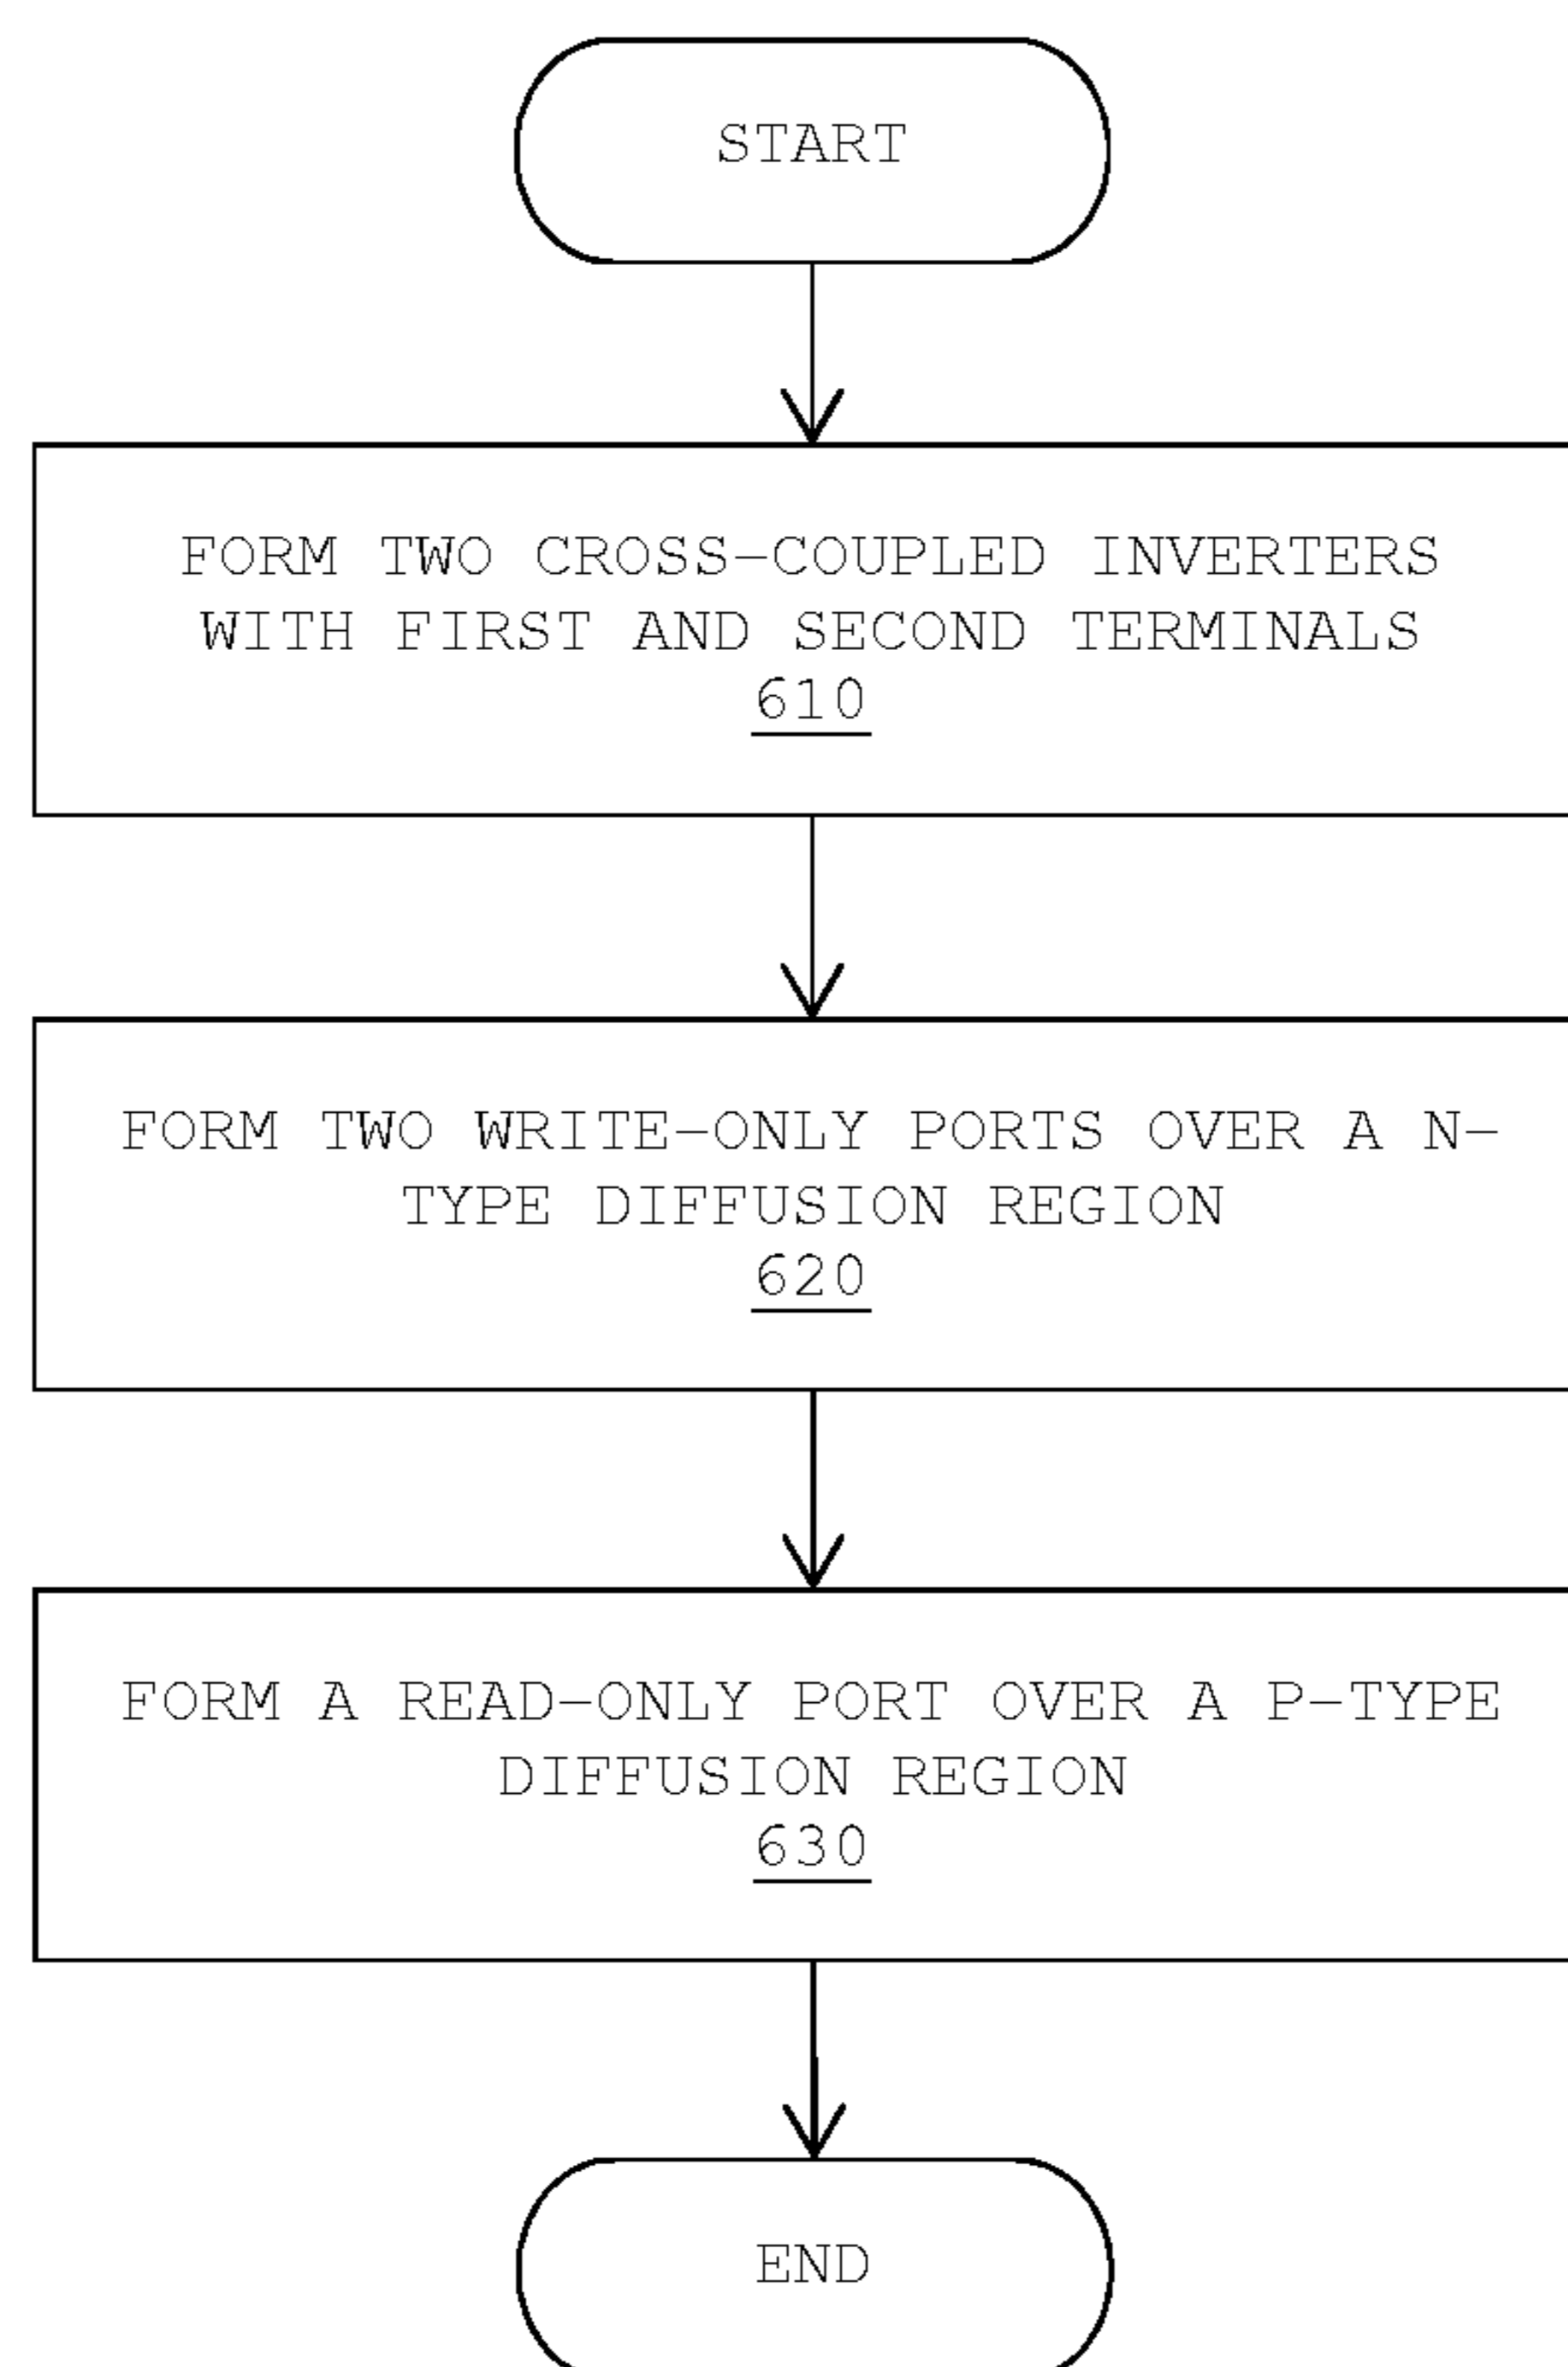 START
FORM TWO CROSS-COUPLED INVERTERS
WITH FIRST AND SECOND TERMINALS
610
FORM TWO WRITE-ONLY PORTS OVER A N-
TYPE DIFFUSION REGION
620
FORM A READ-ONLY PORT OVER A P-TYPE
DIFFUSION REGION
630
END